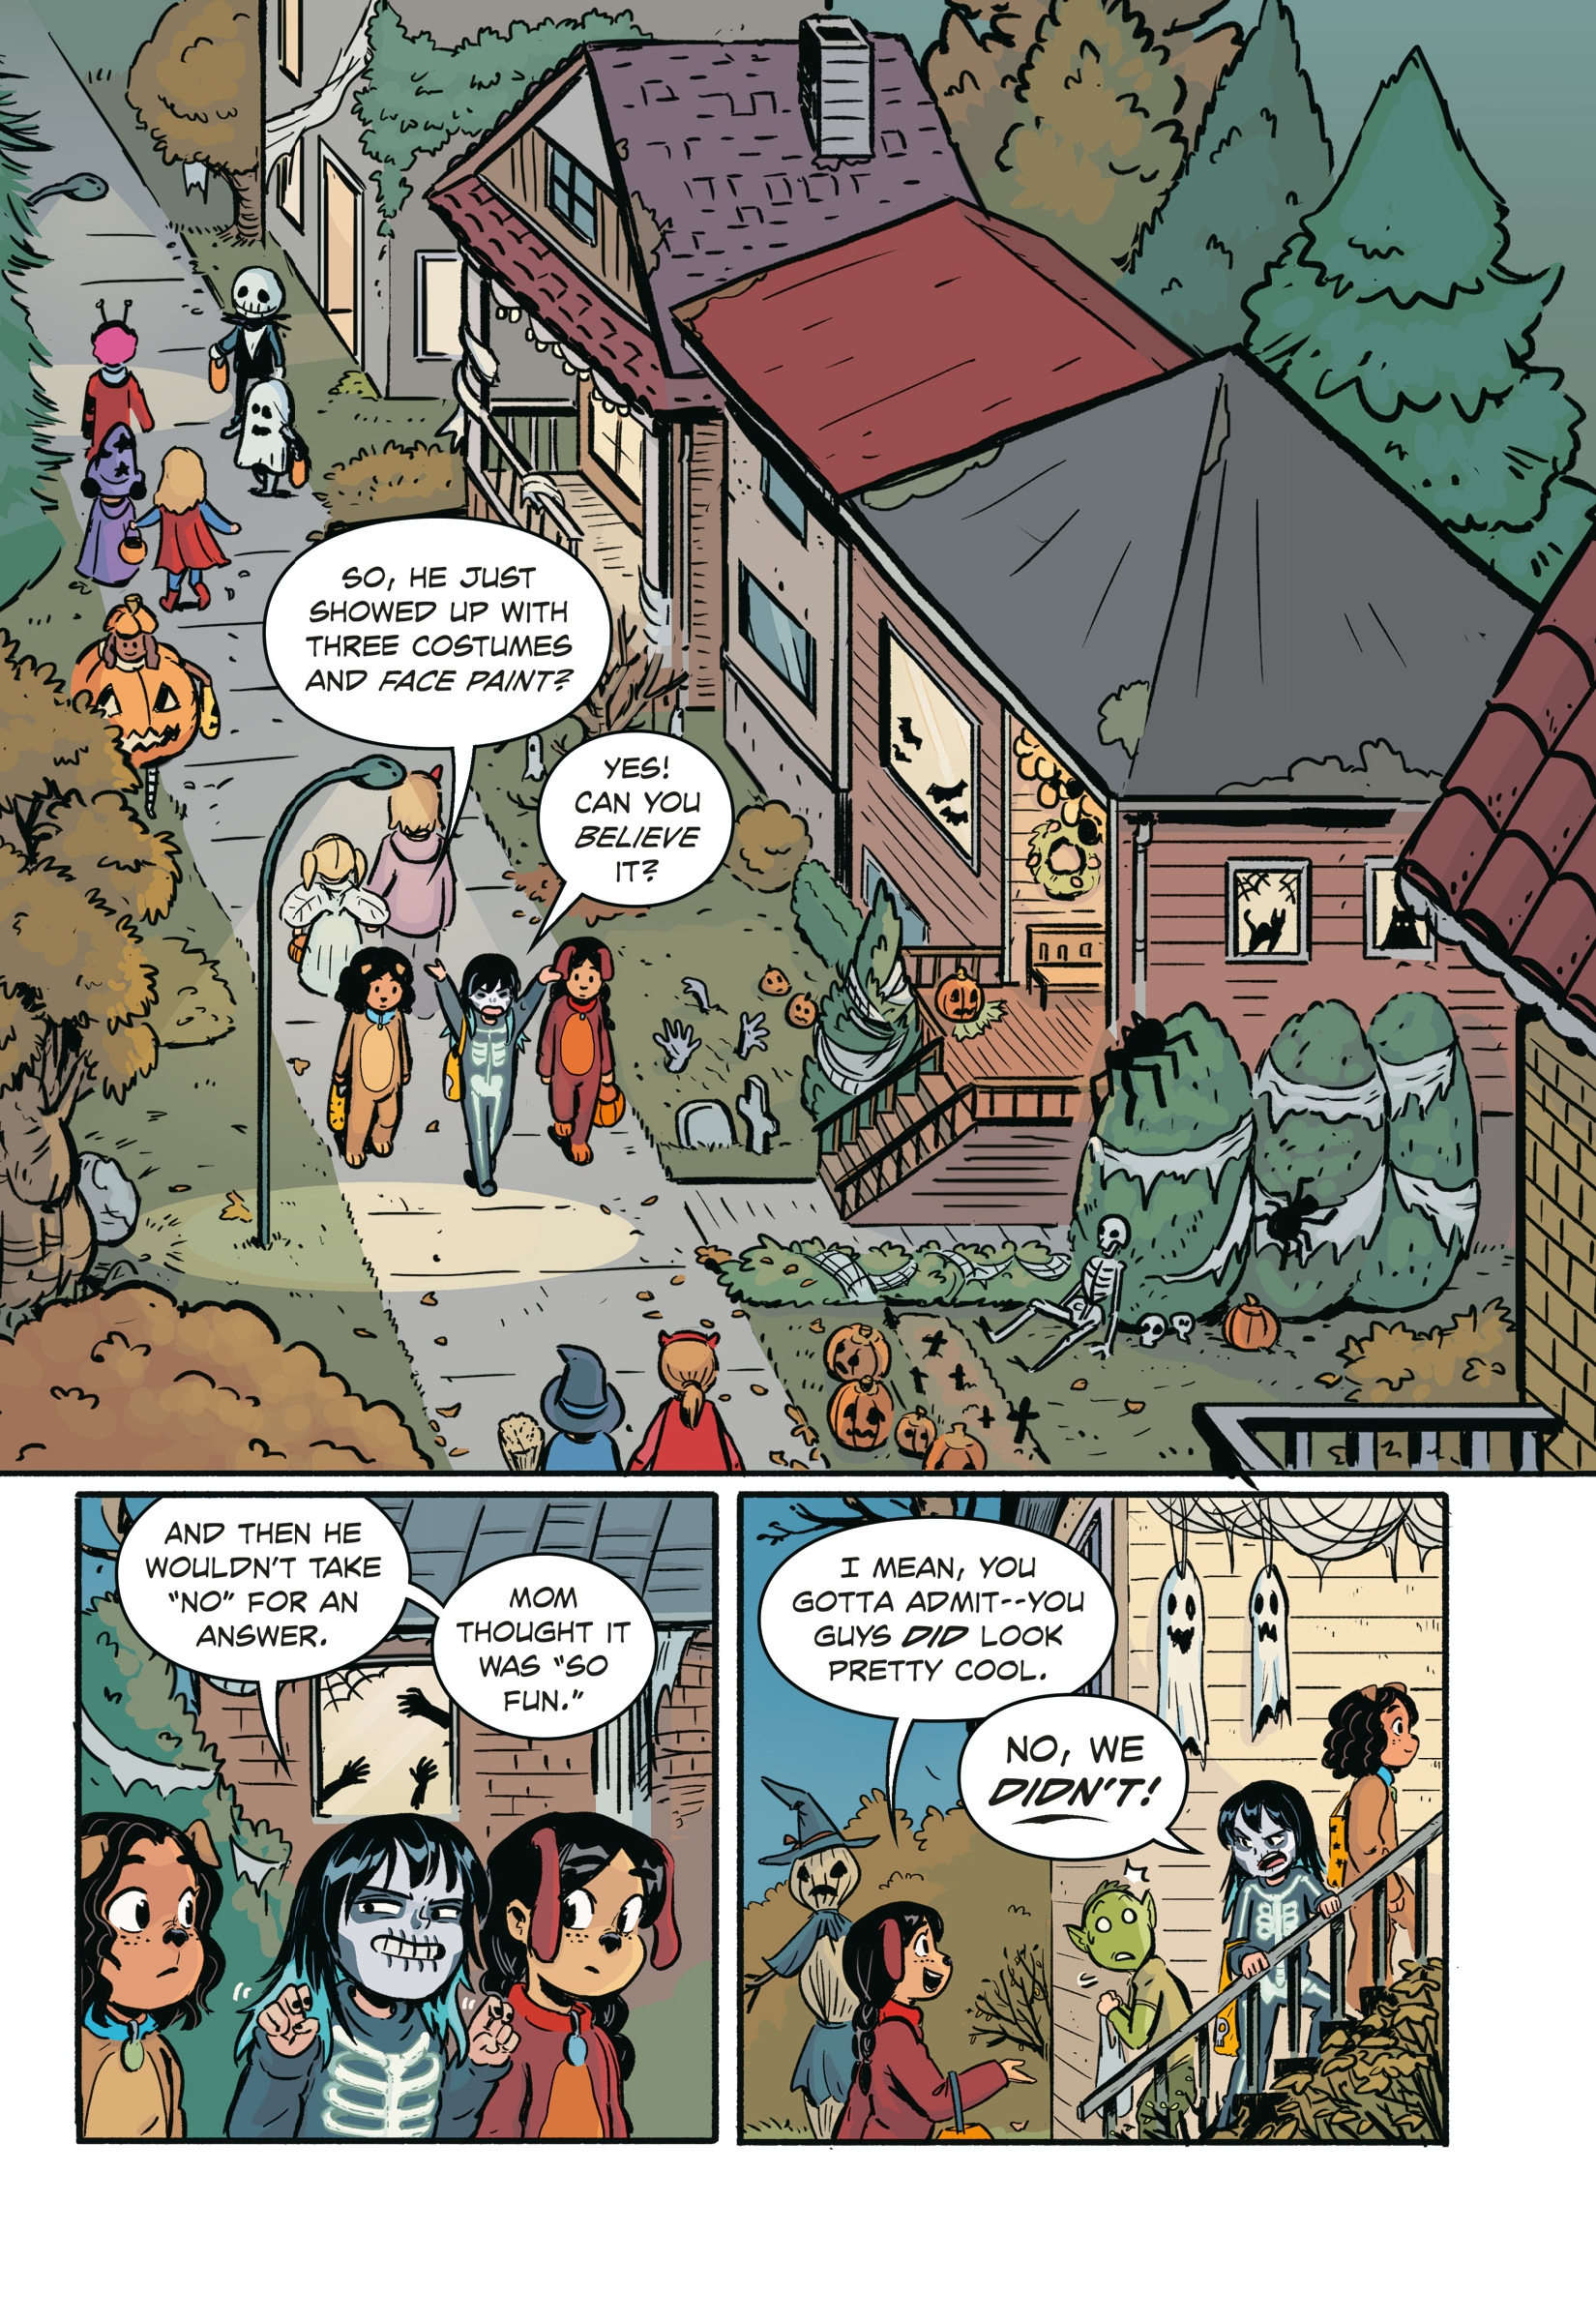 SO, HE JUST
SHOWED UP WITH
THREE COSTUMES
AND FACE PAINT?
YES!
CAN YOU
BELIEVE
IT?
AND THEN HE
WOULDN'T TAKE
"NO" FOR AN
ANSWER.
MOM
THOUGHT IT
WAS "SO
FUN."
I MEAN, YOU
GOTTA ADMIT--YOU
GUYS DID LOOK
PRETTY COOL.
NO, WE
DIDN'T!